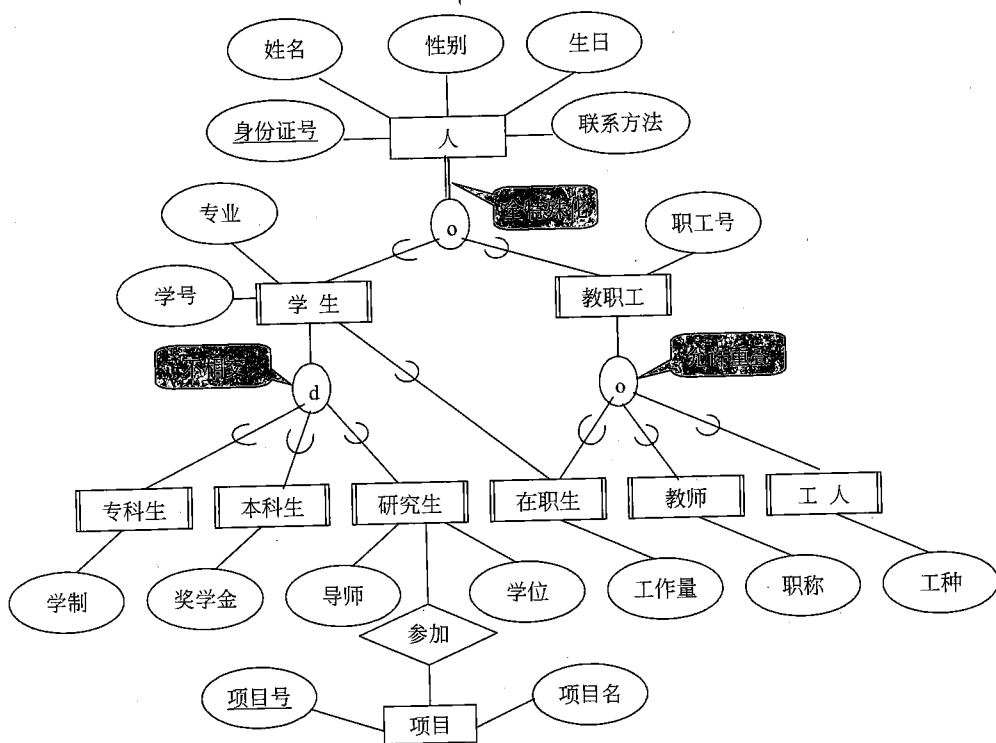 姓名
性别
生日
身份证号
人
联系方法
专业
o
职工号
学号
学 生
教职工
d
o
专科生
本科生
研究生
在职生
教师
工 人
学制
奖学金
导师
学位
工作量
职称
工种
参加
项目号
项目
项目名